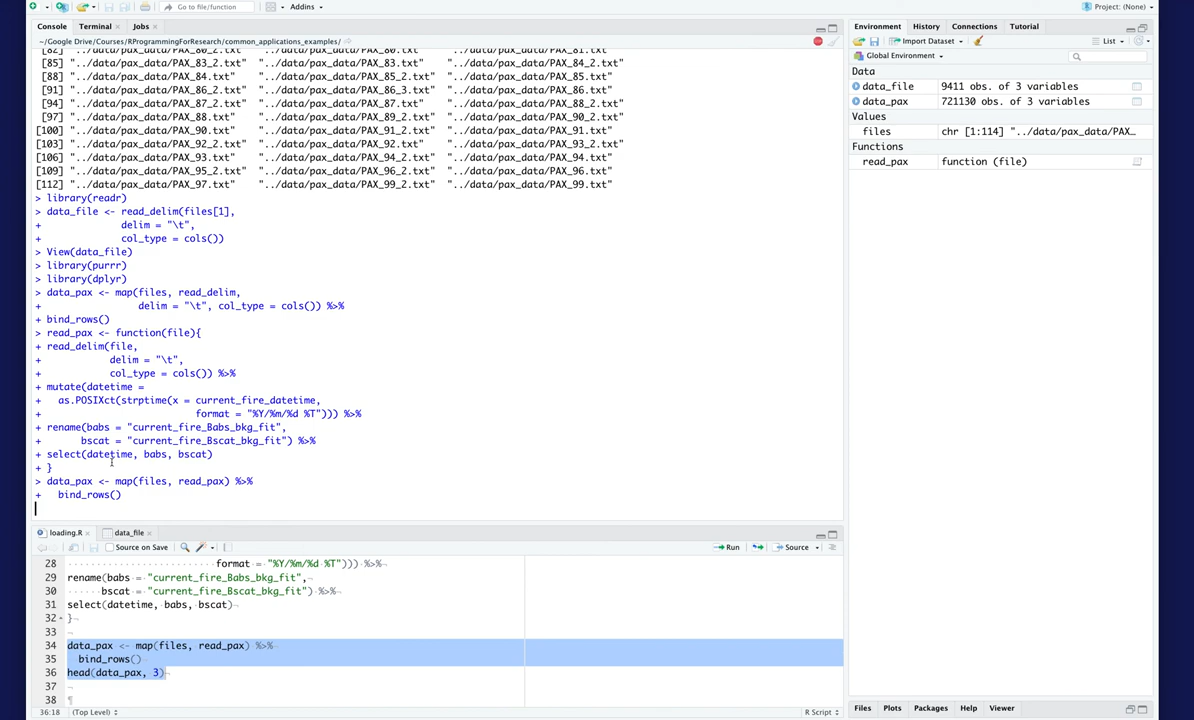 Go to file/function
Addins
Project: (None)
Console Terminal Jobs
~/Google Drive/Courses/RProgrammingForResearch/common_applications_examples/
[82] "../data/pax_data/PAX_80_2.txt" "../data/pax_data/PAX_80.txt" "../data/pax_data/PAX_81.txt"
[85] "../data/pax_data/PAX_83_2.txt" "../data/pax_data/PAX_83.txt" "../data/pax_data/PAX_84_2.txt"
[88] "../data/pax_data/PAX_84.txt" "../data/pax_data/PAX_85_2.txt" "../data/pax_data/PAX_85.txt"
[91] "../data/pax_data/PAX_86_2.txt" "../data/pax_data/PAX_86_3.txt" "../data/pax_data/PAX_86.txt"
[94] "../data/pax_data/PAX_87_2.txt" "../data/pax_data/PAX_87.txt" "../data/pax_data/PAX_88_2.txt"
[97] "../data/pax_data/PAX_88.txt" "../data/pax_data/PAX_89_2.txt" "../data/pax_data/PAX_90_2.txt"
[100] "../data/pax_data/PAX_90.txt" "../data/pax_data/PAX_91_2.txt" "../data/pax_data/PAX_91.txt"
[103] "../data/pax_data/PAX_92_2.txt" "../data/pax_data/PAX_92.txt" "../data/pax_data/PAX_93_2.txt"
[106] "../data/pax_data/PAX_93.txt" "../data/pax_data/PAX_94_2.txt" "../data/pax_data/PAX_94.txt"
[109] "../data/pax_data/PAX_95_2.txt" "../data/pax_data/PAX_96_2.txt" "../data/pax_data/PAX_96.txt"
[112] "../data/pax_data/PAX_97.txt" "../data/pax_data/PAX_99_2.txt" "../data/pax_data/PAX_99.txt"
> library(readr)
> data_file <- read_delim(files[1],
+ delim = "\t",
+ col_type = cols())
> View(data_file)
> library(purrr)
> library(dplyr)
> data_pax <- map(files, read_delim,
+ delim = "\t", col_type = cols()) %>%
+ bind_rows()
> read_pax <- function(file){
+ read_delim(file,
+ delim = "\t",
+ col_type = cols()) %>%
+ mutate(datetime =
+ as.POSIXct(strptime(x = current_fire_datetime,
+ format = "%Y/%m/%d %T"))) %>%
+ rename(babs = "current_fire_Babs_bkg_fit",
+ bscat = "current_fire_Bscat_bkg_fit") %>%
+ select(datetime, babs, bscat)
+ }
> data_pax <- map(files, read_pax) %>%
+ bind_rows()
loading.R data_file
Source on Save Run Source
28 format = "%Y/%m/%d %T"))) %>%
29 rename(babs = "current_fire_Babs_bkg_fit",
30 bscat = "current_fire_Bscat_bkg_fit") %>%
31 select(datetime, babs, bscat)
32 }
33
34 data_pax <- map(files, read_pax) %>%
35 bind_rows()
36 head(data_pax, 3)
37
38
36:18 (Top Level) R Script
Environment History Connections Tutorial
Import Dataset List
Global Environment
Data
data_file 9411 obs. of 3 variables
data_pax 721130 obs. of 3 variables
Values
files chr [1:114] "../data/pax_data/PAX…
Functions
read_pax function (file)
Files Plots Packages Help Viewer